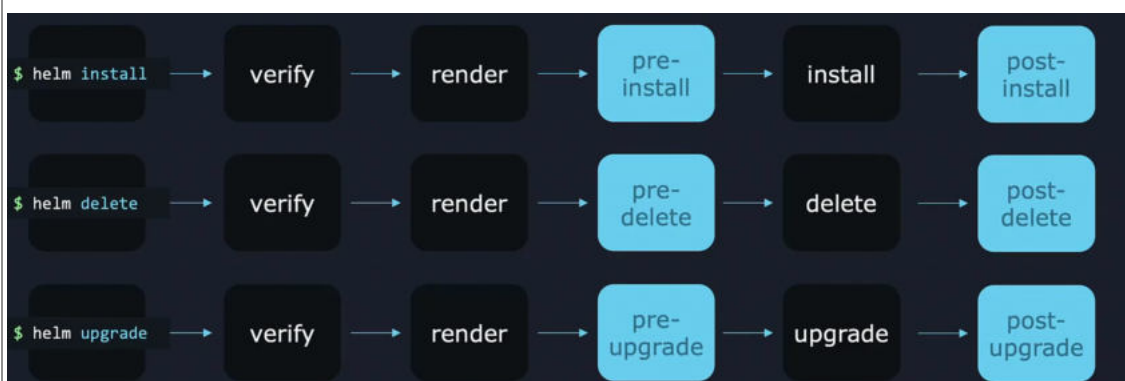 $ helm install
verify
render
pre-
install
install
post-
install
$ helm delete
verify
render
pre-
delete
delete
post-
delete
$ helm upgrade
verify
render
pre-
upgrade
upgrade
post-
upgrade